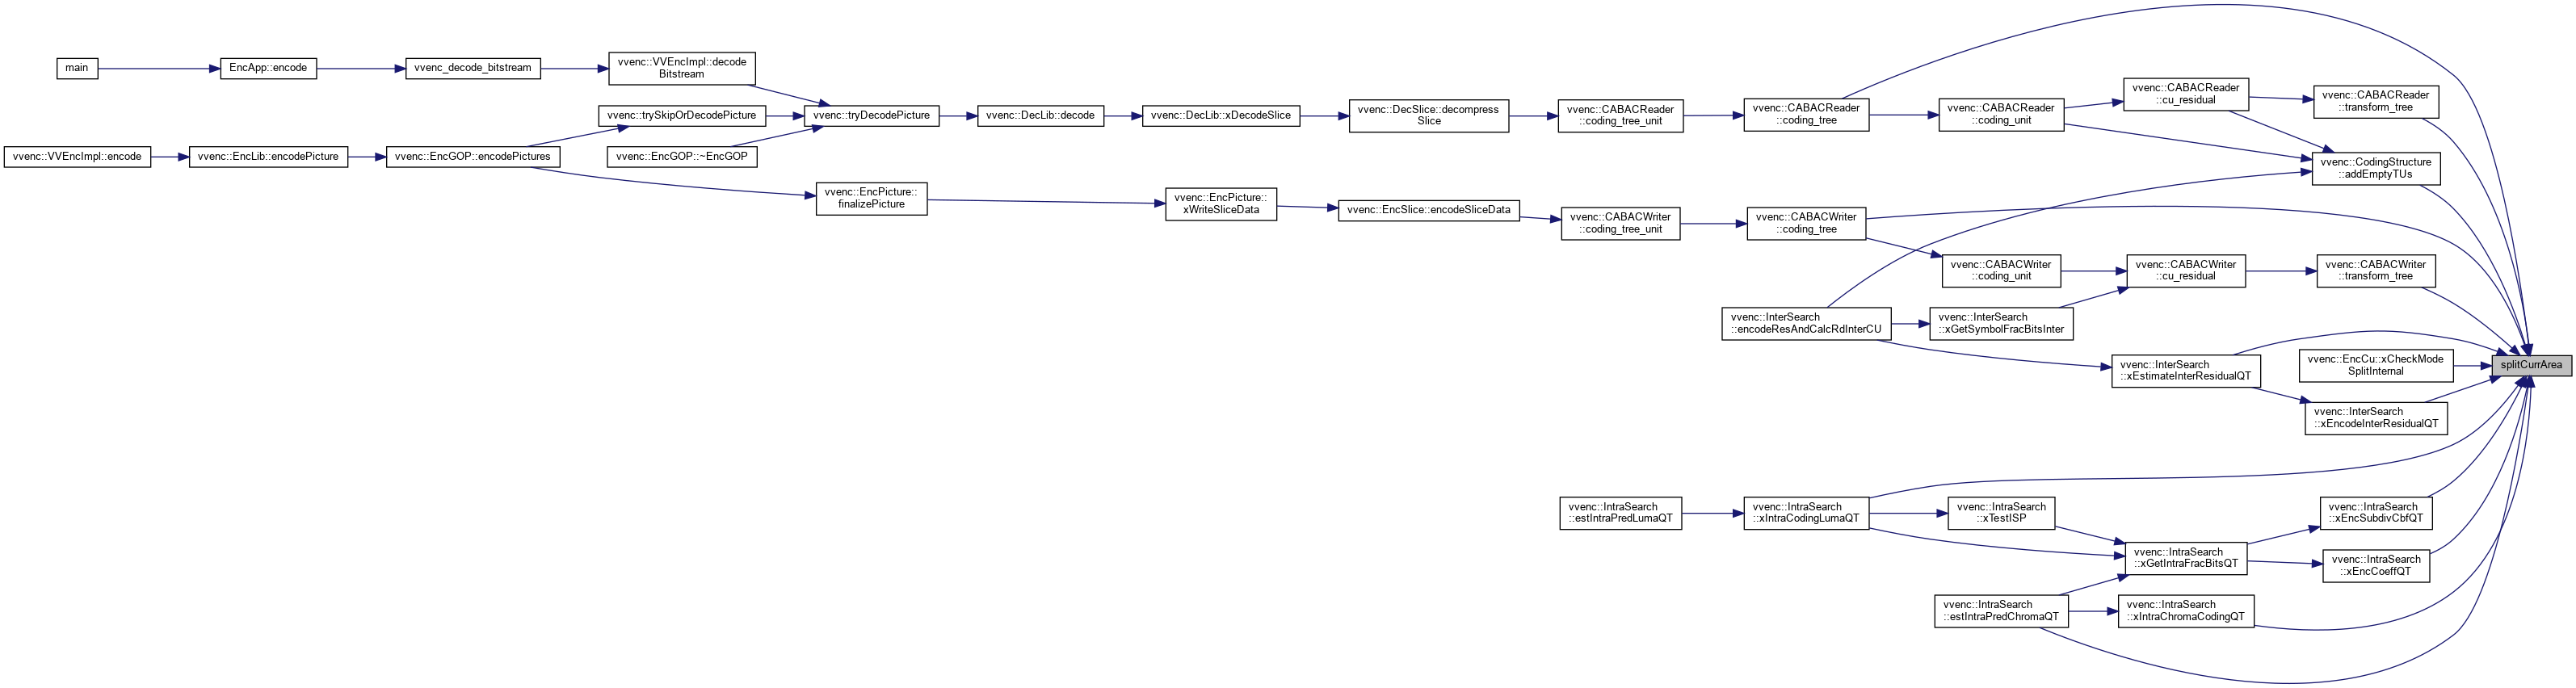 main
EncApp::encode
vvenc_decode_bitstream
vvenc::VVEncImpl::decode
Bitstream
vvenc::trySkipOrDecodePicture
vvenc::tryDecodePicture
vvenc::EncGOP::~EncGOP
vvenc::DecLib::decode
vvenc::DecLib::xDecodeSlice
vvenc::DecSlice::decompress
Slice
vvenc::CABACReader
::coding_tree_unit
vvenc::CABACReader
::coding_tree
vvenc::CABACReader
::coding_unit
vvenc::CABACReader
::cu_residual
vvenc::CABACReader
::transform_tree
vvenc::VVEncImpl::encode
vvenc::EncLib::encodePicture
vvenc::EncGOP::encodePictures
vvenc::CodingStructure
::addEmptyTUs
vvenc::EncPicture::
finalizePicture
vvenc::EncPicture::
xWriteSliceData
vvenc::EncSlice::encodeSliceData
vvenc::CABACWriter
::coding_tree_unit
vvenc::CABACWriter
::coding_tree
vvenc::CABACWriter
::coding_unit
vvenc::CABACWriter
::cu_residual
vvenc::CABACWriter
::transform_tree
vvenc::InterSearch
::encodeResAndCalcRdInterCU
vvenc::InterSearch
::xGetSymbolFracBitsInter
vvenc::InterSearch
::xEstimateInterResidualQT
vvenc::EncCu::xCheckMode
SplitInternal
splitCurrArea
vvenc::InterSearch
::xEncodeInterResidualQT
vvenc::IntraSearch
::estIntraPredLumaQT
vvenc::IntraSearch
::xIntraCodingLumaQT
vvenc::IntraSearch
::xTestISP
vvenc::IntraSearch
::xEncSubdivCbfQT
vvenc::IntraSearch
::xGetIntraFracBitsQT
vvenc::IntraSearch
::xEncCoeffQT
vvenc::IntraSearch
::estIntraPredChromaQT
vvenc::IntraSearch
::xIntraChromaCodingQT